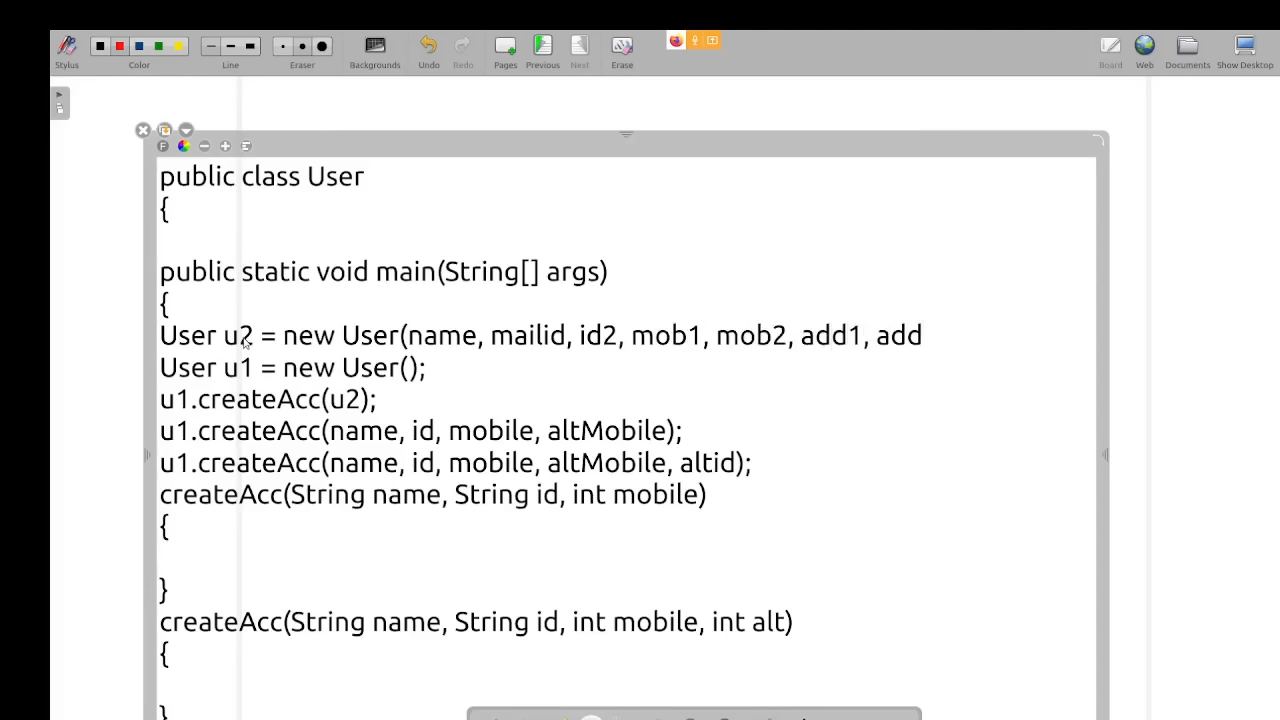 Stylus Color Line Eraser Backgrounds Undo Redo Pages Previous Next Erase Board Web Documents Show Desktop
F
public class User
{
public static void main(String[] args)
{
User u2 = new User(name, mailid, id2, mob1, mob2, add1, add
User u1 = new User();
u1.createAcc(u2);
u1.createAcc(name, id, mobile, altMobile);
u1.createAcc(name, id, mobile, altMobile, altid);
createAcc(String name, String id, int mobile)
{
}
createAcc(String name, String id, int mobile, int alt)
{
}